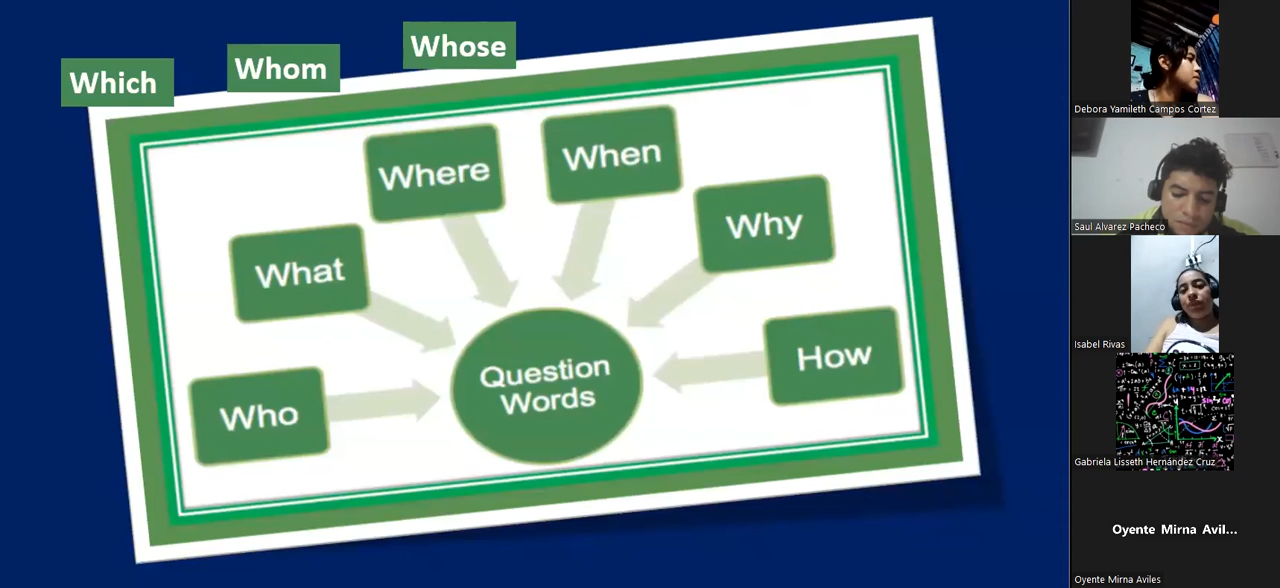 Which
Whom
Whose
Where
When
What
Why
Who
How
Question
Words
Debora Yamileth Campos Cortez
Saul Alvarez Pacheco
Isabel Rivas
Gabriela Lisseth Hernández Cruz
Oyente Mirna Avil...
Oyente Mirna Aviles